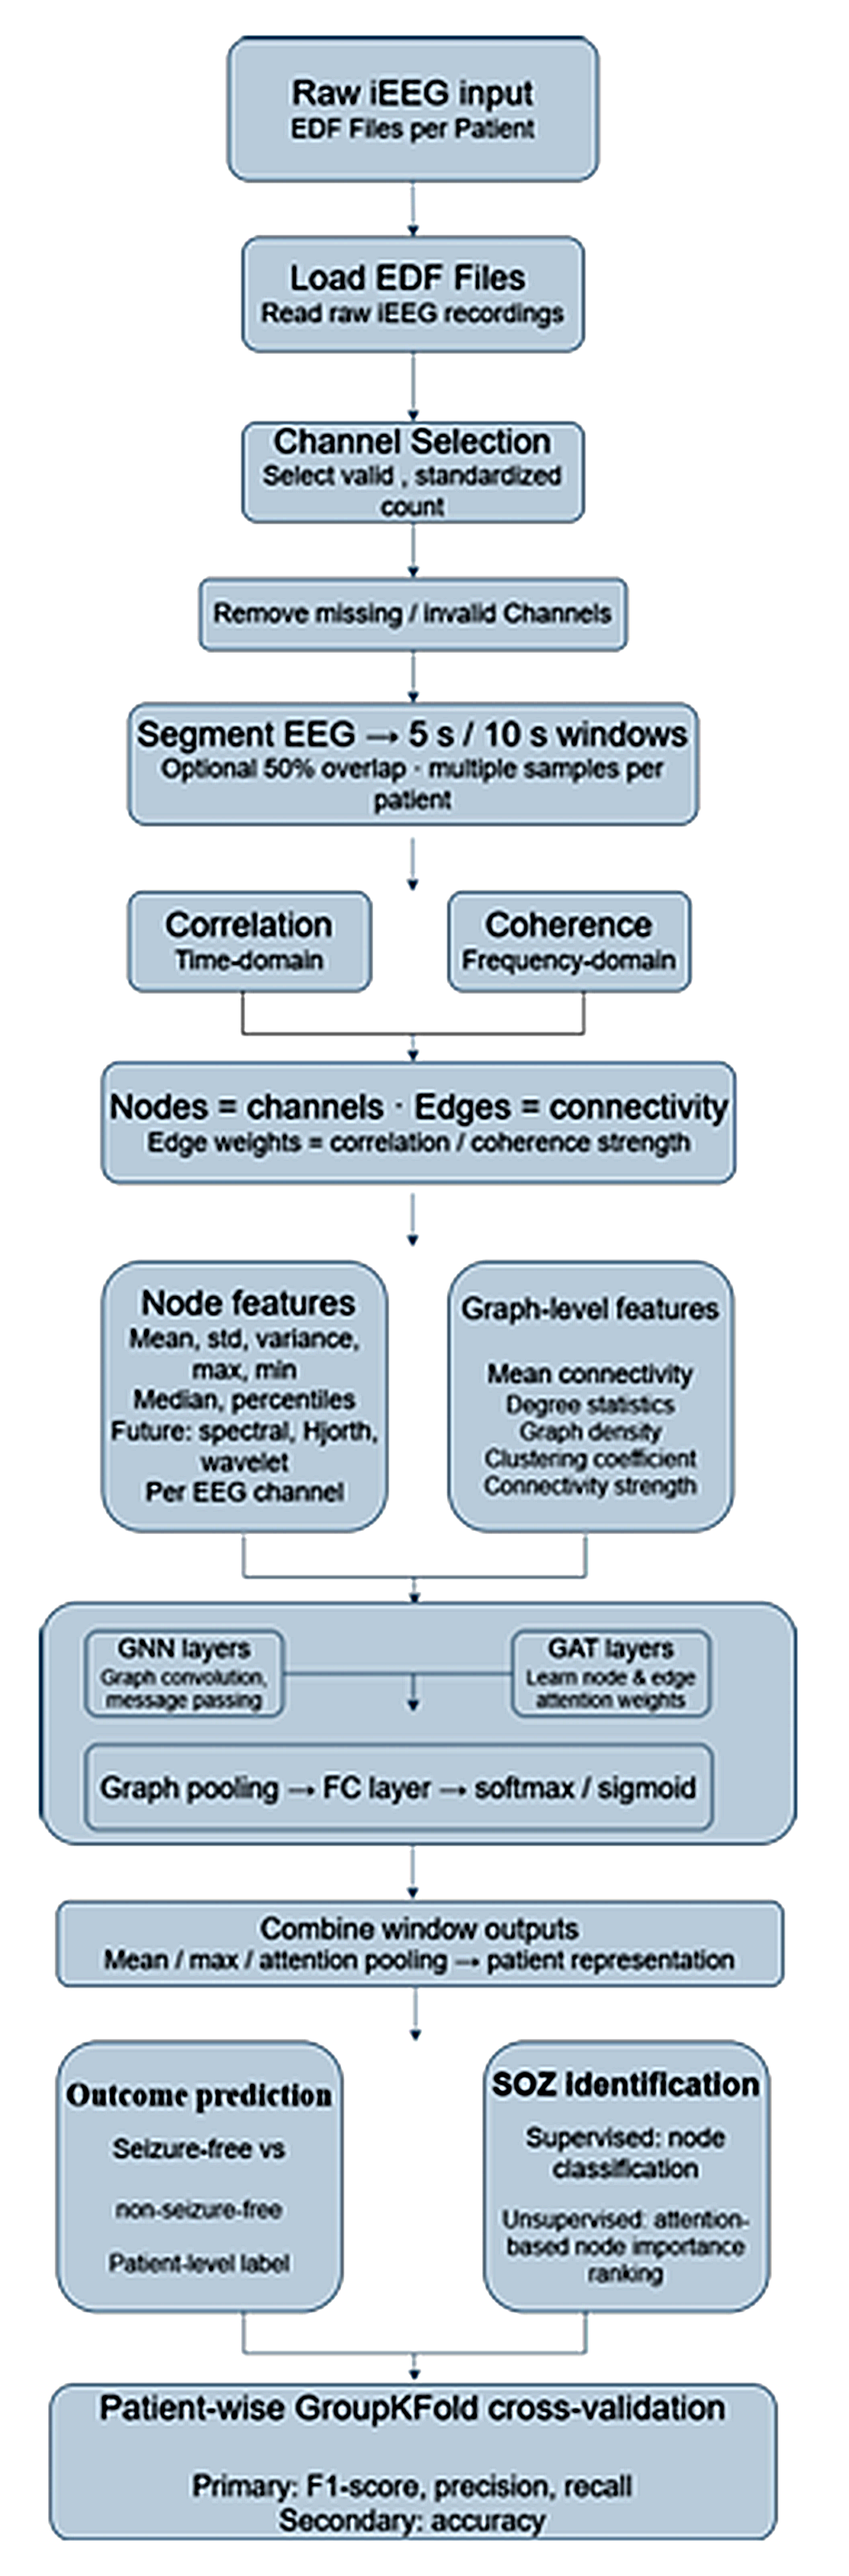 Raw iEEG input
EDF Files per Patient
Load EDF Files
Read raw iEEG recordings
Channel Selection
Select valid , standardized
count
Remove missing / invalid Channels
Segment EEG → 5 s / 10 s windows
Optional 50% overlap · multiple samples per
patient
Correlation
Time-domain
Coherence
Frequency-domain
Nodes = channels · Edges = connectivity
Edge weights = correlation / coherence strength
Node features
Mean, std, variance,
max, min
Median, percentiles
Future: spectral, Hjorth,
wavelet
Per EEG channel
Graph-level features
Mean connectivity
Degree statistics
Graph density
Clustering coefficient
Connectivity strength
GNN layers
Graph convolution,
message passing
GAT layers
Learn node & edge
attention weights
Graph pooling → FC layer → softmax / sigmoid
Combine window outputs
Mean / max / attention pooling → patient representation
Outcome prediction
Seizure-free vs
non-seizure-free
Patient-level label
SOZ identification
Supervised: node
classification
Unsupervised: attention-
based node importance
ranking
Patient-wise GroupKFold cross-validation
Primary: F1-score, precision, recall
Secondary: accuracy